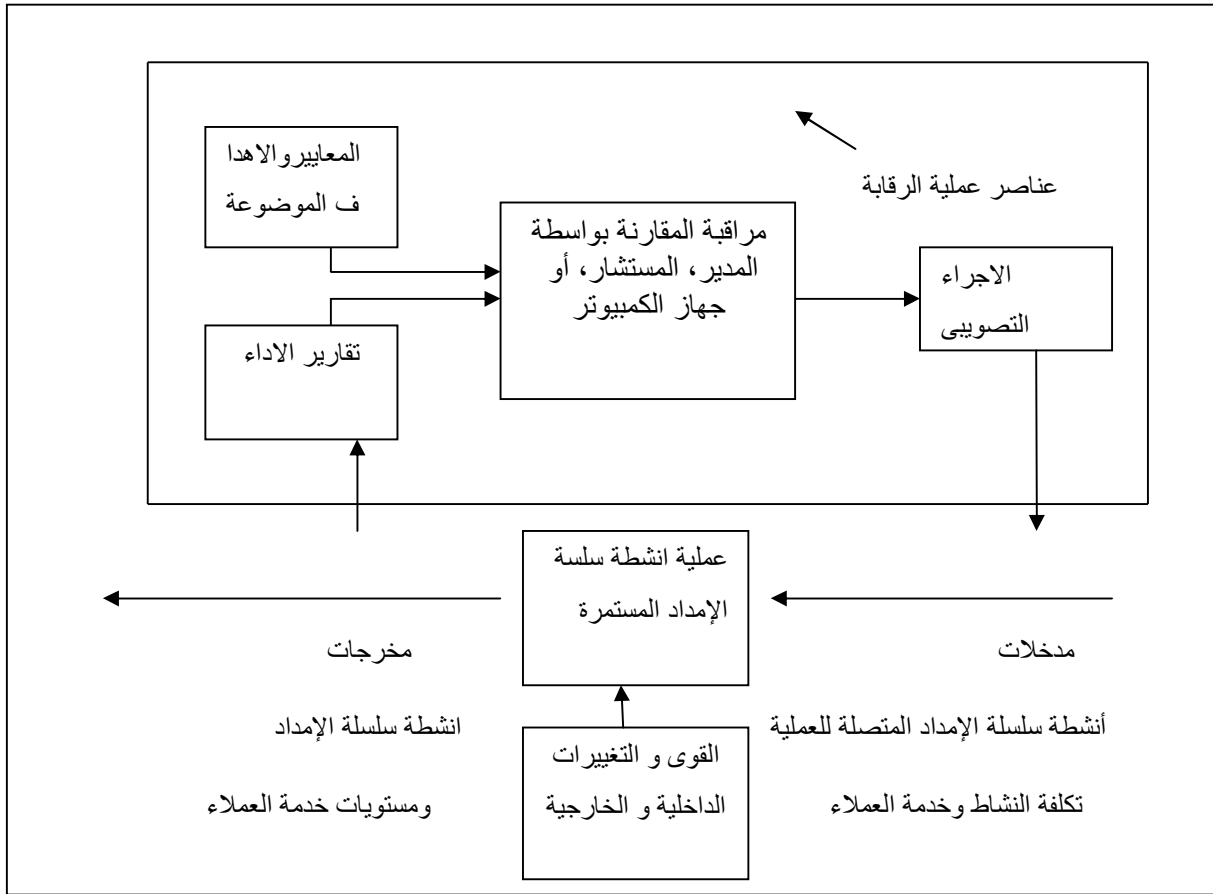 المعاييروالاهدا
ف الموضوعة
عناصر عملية الرقابة
مراقبة المقارنة بواسطة
المدير، المستشار، أو
جهاز الكمبيوتر
الاجراء
التصويبى
تقارير الاداء
عملية انشطة سلسة
الإمداد المستمرة
مدخلات
مخرجات
أنشطة سلسلة الإمداد المتصلة للعملية
انشطة سلسلة الإمداد
القوى و التغييرات
الداخلية و الخارجية
تكلفة النشاط وخدمة العملاء
ومستويات خدمة العملاء